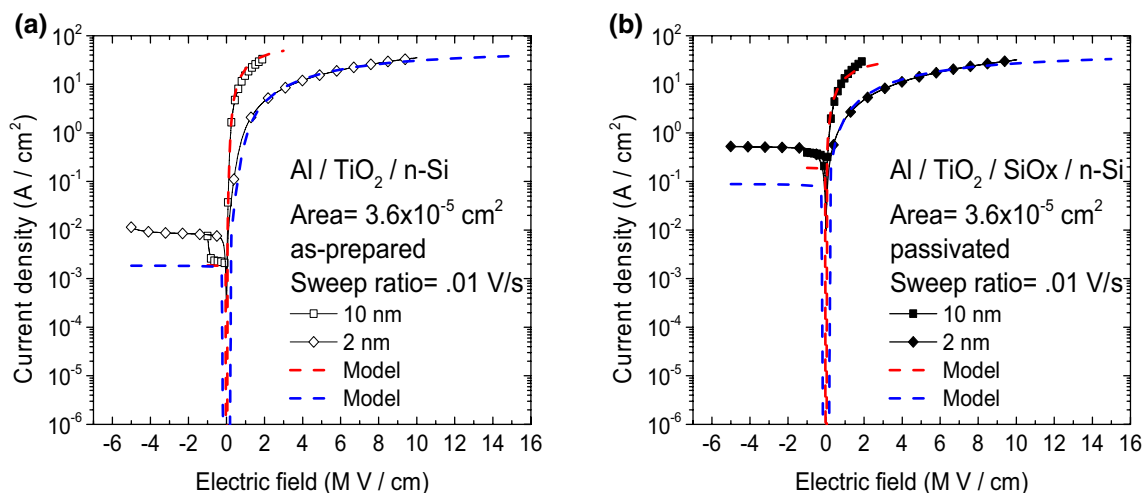 (a)
10²
10¹
10⁰
10⁻¹
10⁻²
10⁻³
10⁻⁴
10⁻⁵
10⁻⁶
Current density (A / cm²)
Al / TiO₂ / n-Si
Area= 3.6x10⁻⁵ cm²
as-prepared
Sweep ratio= .01 V/s
10 nm
2 nm
Model
Model
-6 -4 -2 0 2 4 6 8 10 12 14 16
Electric field (M V / cm)
(b)
10²
10¹
10⁰
10⁻¹
10⁻²
10⁻³
10⁻⁴
10⁻⁵
10⁻⁶
Current density (A / cm²)
Al / TiO₂ / SiOx / n-Si
Area= 3.6x10⁻⁵ cm²
passivated
Sweep ratio= .01 V/s
10 nm
2 nm
Model
Model
-6 -4 -2 0 2 4 6 8 10 12 14 16
Electric field (M V / cm)